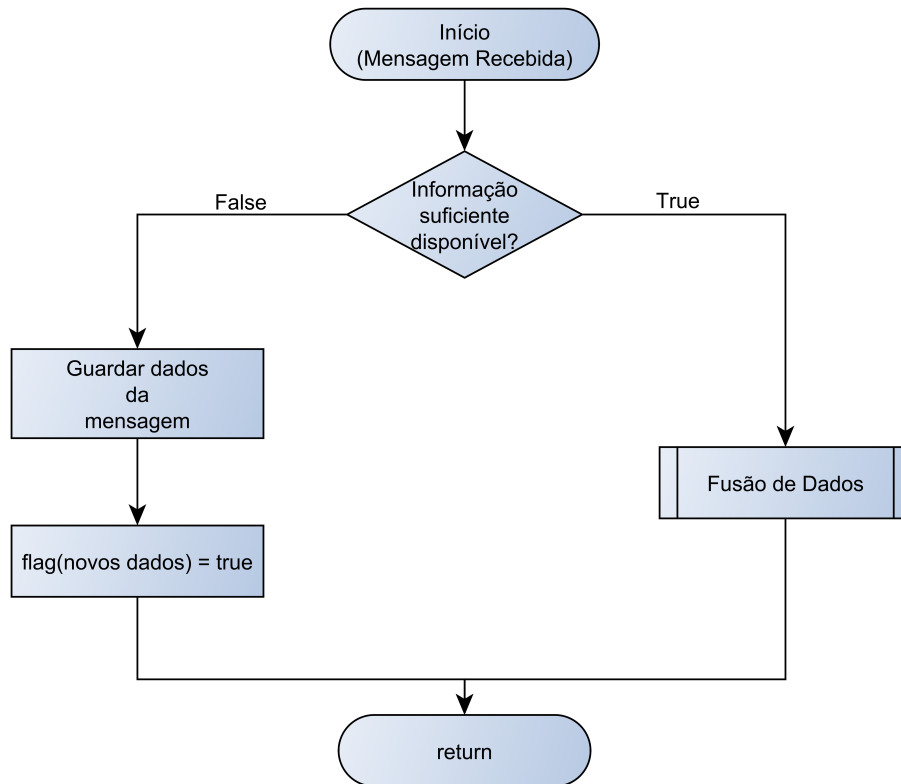 Início
(Mensagem Recebida)
Informação
suficiente
disponível?
False
True
Guardar dados
da
mensagem
Fusão de Dados
flag(novos dados) = true
return